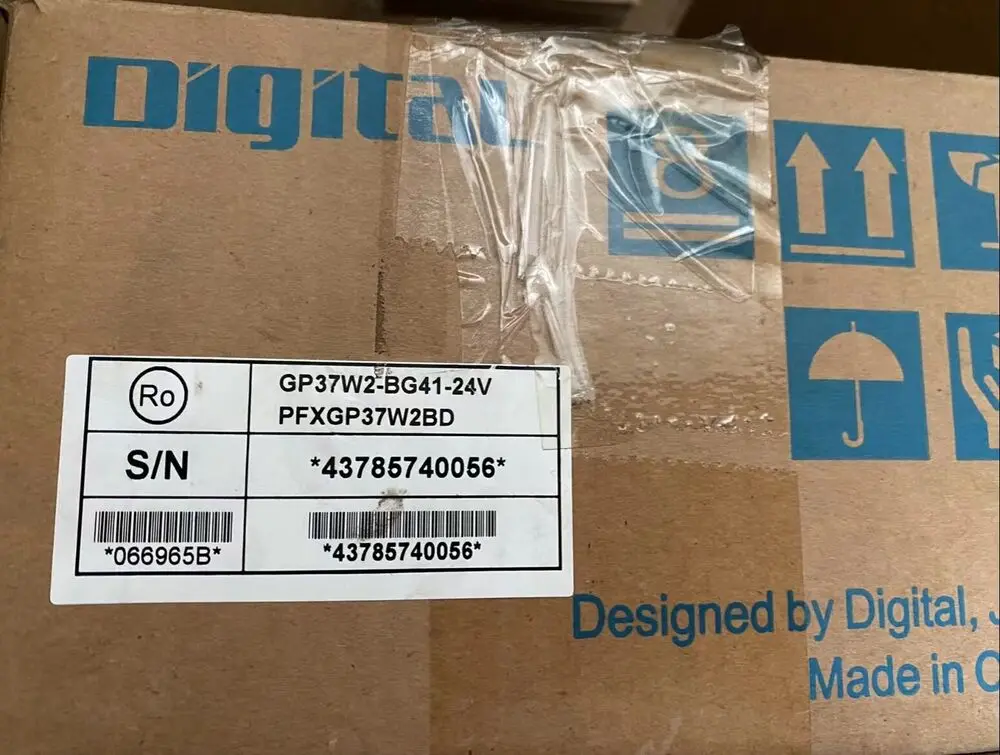 Digital
Ro
GP37W2-BG41-24V
PFXGP37W2BD
S/N
*43785740056*
*066965B*
*43785740056*
Designed by Digital,
Made in